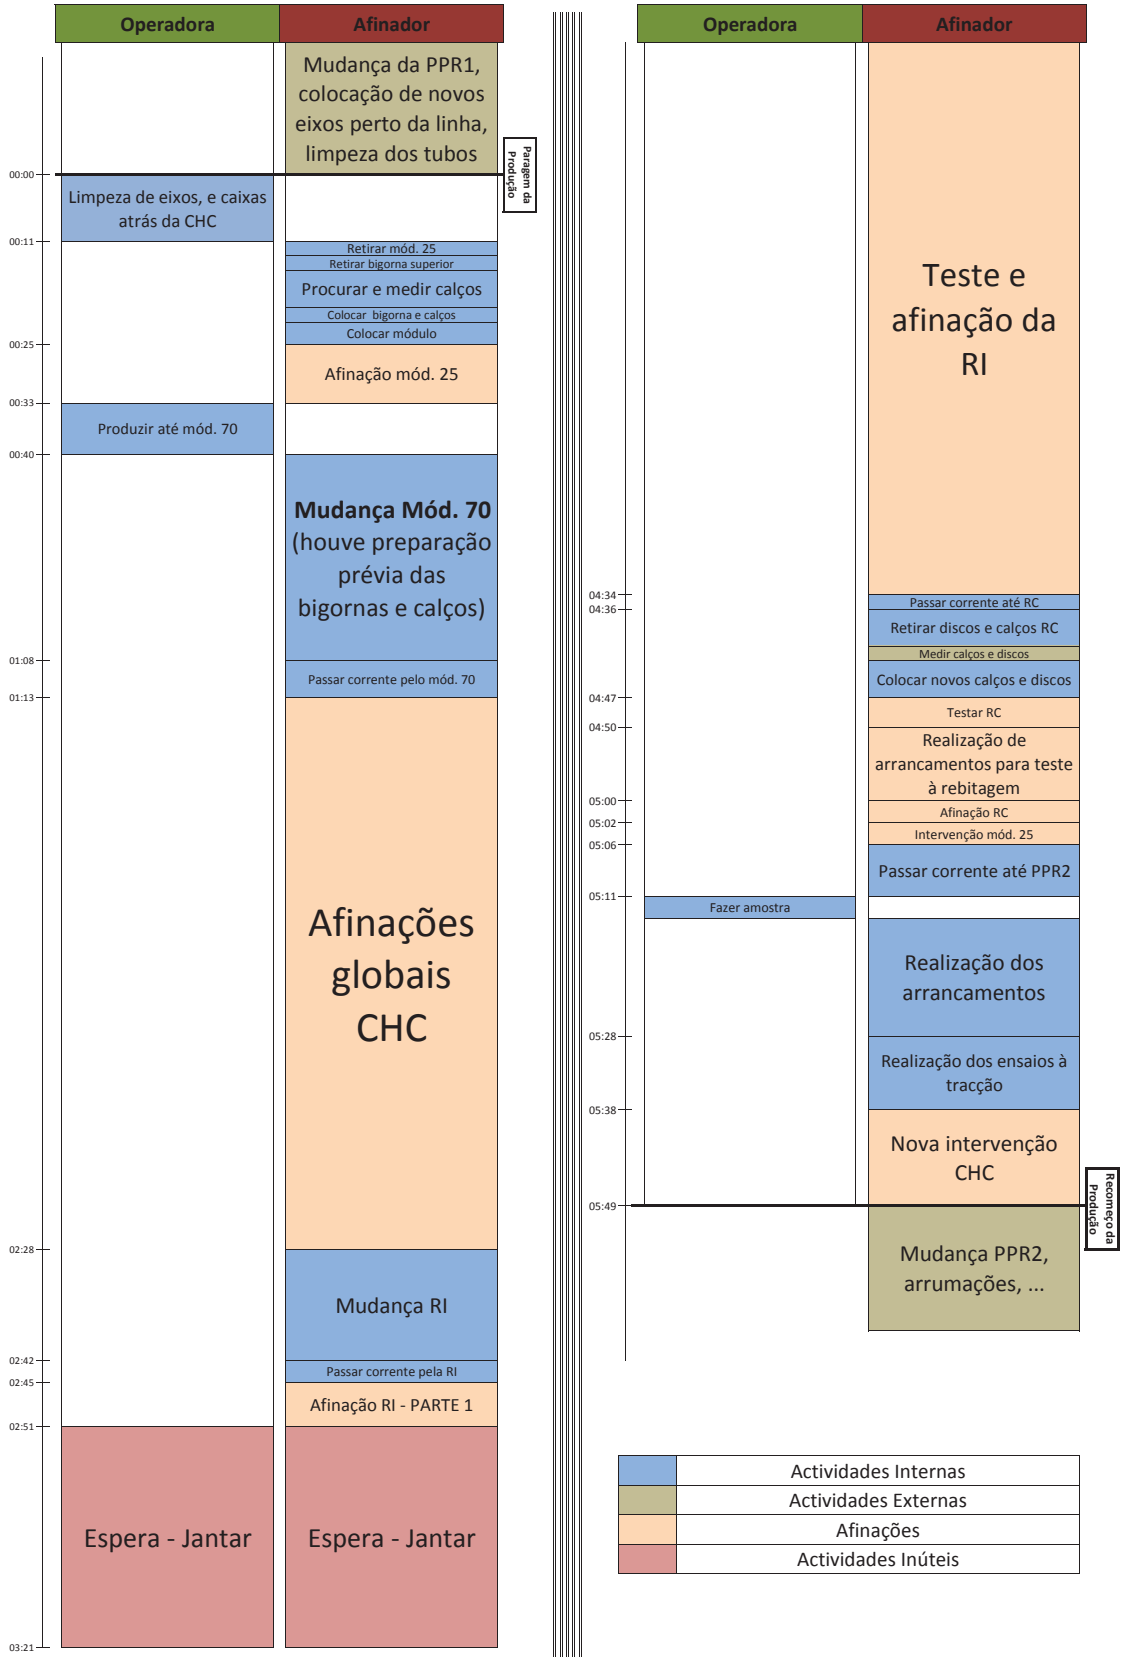 Operadora
Afinador
Mudança da PPR1,
colocação de novos
eixos perto da linha,
limpeza dos tubos
Paragem da
Produção
00:00
Limpeza de eixos, e caixas
atrás da CHC
00:11
Retirar mód. 25
Retirar bigorna superior
Procurar e medir calços
Colocar bigorna e calços
Colocar módulo
00:25
Afinação mód. 25
00:33
Produzir até mód. 70
00:40
Mudança Mód. 70
(houve preparação
prévia das
bigornas e calços)
01:08
Passar corrente pelo mód. 70
01:13
Afinações
globais
CHC
02:28
Mudança RI
02:42
Passar corrente pela RI
02:45
Afinação RI - PARTE 1
02:51
Espera - Jantar
Espera - Jantar
03:21
Operadora
Afinador
Teste e
afinação da
RI
04:34
Passar corrente até RC
04:36
Retirar discos e calços RC
Medir calços e discos
Colocar novos calços e discos
04:47
Testar RC
04:50
Realização de
arrancamentos para teste
à rebitagem
05:00
Afinação RC
05:02
Intervenção mód. 25
05:06
Passar corrente até PPR2
05:11
Fazer amostra
Realização dos
arrancamentos
05:28
Realização dos ensaios à
tracção
05:38
Nova intervenção
CHC
Recomeço da
Produção
05:49
Mudança PPR2,
arrumações, ...
Actividades Internas
Actividades Externas
Afinações
Actividades Inúteis